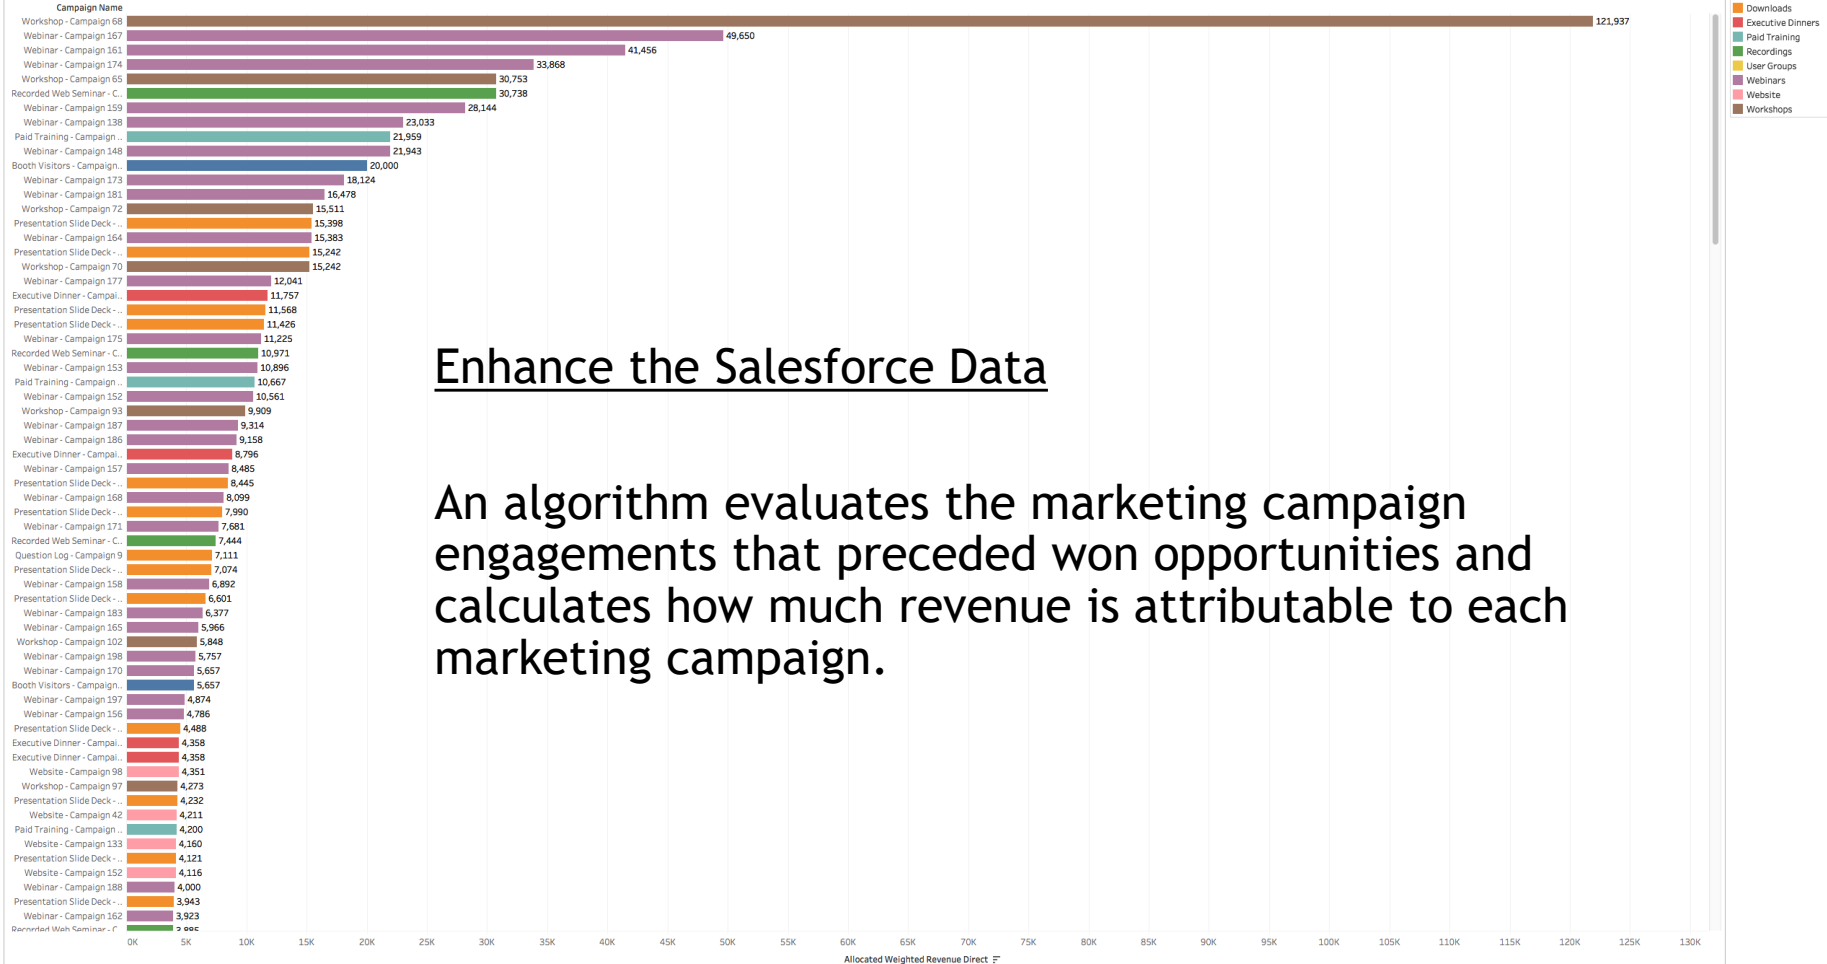 Campaign Name
Workshop - Campaign 68 121,937
Webinar - Campaign 167 49,650
Webinar - Campaign 161 41,456
Webinar - Campaign 174 33,868
Workshop - Campaign 65 30,753
Recorded Web Seminar - C.. 30,738
Webinar - Campaign 159 28,144
Webinar - Campaign 138 23,033
Paid Training - Campaign .. 21,959
Webinar - Campaign 148 21,943
Booth Visitors - Campaign.. 20,000
Webinar - Campaign 173 18,124
Webinar - Campaign 181 16,478
Workshop - Campaign 72 15,511
Presentation Slide Deck - .. 15,398
Webinar - Campaign 164 15,383
Presentation Slide Deck - .. 15,242
Workshop - Campaign 70 15,242
Webinar - Campaign 177 12,041
Executive Dinner - Campai.. 11,757
Presentation Slide Deck - .. 11,568
Presentation Slide Deck - .. 11,426
Webinar - Campaign 175 11,225
Recorded Web Seminar - C.. 10,971
Webinar - Campaign 153 10,896
Paid Training - Campaign .. 10,667
Webinar - Campaign 152 10,561
Workshop - Campaign 93 9,909
Webinar - Campaign 187 9,314
Webinar - Campaign 186 9,158
Executive Dinner - Campai.. 8,796
Webinar - Campaign 157 8,485
Presentation Slide Deck - .. 8,445
Webinar - Campaign 168 8,099
Presentation Slide Deck - .. 7,990
Webinar - Campaign 171 7,681
Recorded Web Seminar - C.. 7,444
Question Log - Campaign 9 7,111
Presentation Slide Deck - .. 7,074
Webinar - Campaign 158 6,892
Presentation Slide Deck - .. 6,601
Webinar - Campaign 183 6,377
Webinar - Campaign 165 5,966
Workshop - Campaign 102 5,848
Webinar - Campaign 198 5,757
Webinar - Campaign 170 5,657
Booth Visitors - Campaign.. 5,657
Webinar - Campaign 197 4,874
Webinar - Campaign 156 4,786
Presentation Slide Deck - .. 4,488
Executive Dinner - Campai.. 4,358
Executive Dinner - Campai.. 4,358
Website - Campaign 98 4,351
Workshop - Campaign 97 4,273
Presentation Slide Deck - .. 4,232
Website - Campaign 42 4,211
Paid Training - Campaign .. 4,200
Website - Campaign 133 4,160
Presentation Slide Deck - .. 4,121
Website - Campaign 152 4,116
Webinar - Campaign 188 4,000
Presentation Slide Deck - .. 3,943
Webinar - Campaign 162 3,923
Recorded Web Seminar - C.. 3,885
0K 5K 10K 15K 20K 25K 30K 35K 40K 45K 50K 55K 60K 65K 70K 75K 80K 85K 90K 95K 100K 105K 110K 115K 120K 125K 130K
Allocated Weighted Revenue Direct
Enhance the Salesforce Data
An algorithm evaluates the marketing campaign
engagements that preceded won opportunities and
calculates how much revenue is attributable to each
marketing campaign.
Downloads
Executive Dinners
Paid Training
Recordings
User Groups
Webinars
Website
Workshops